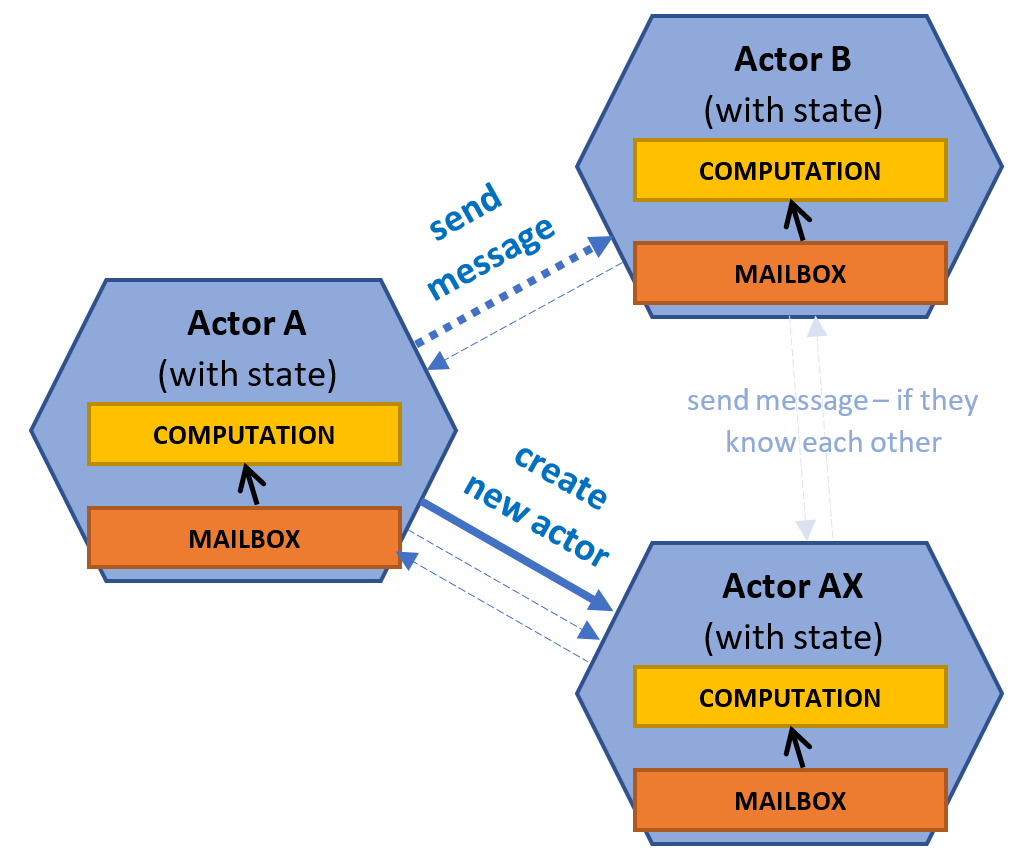 Actor B
(with state)
COMPUTATION
MAILBOX
send
message
Actor A
(with state)
COMPUTATION
MAILBOX
send message – if they
know each other
create
new actor
Actor AX
(with state)
COMPUTATION
MAILBOX